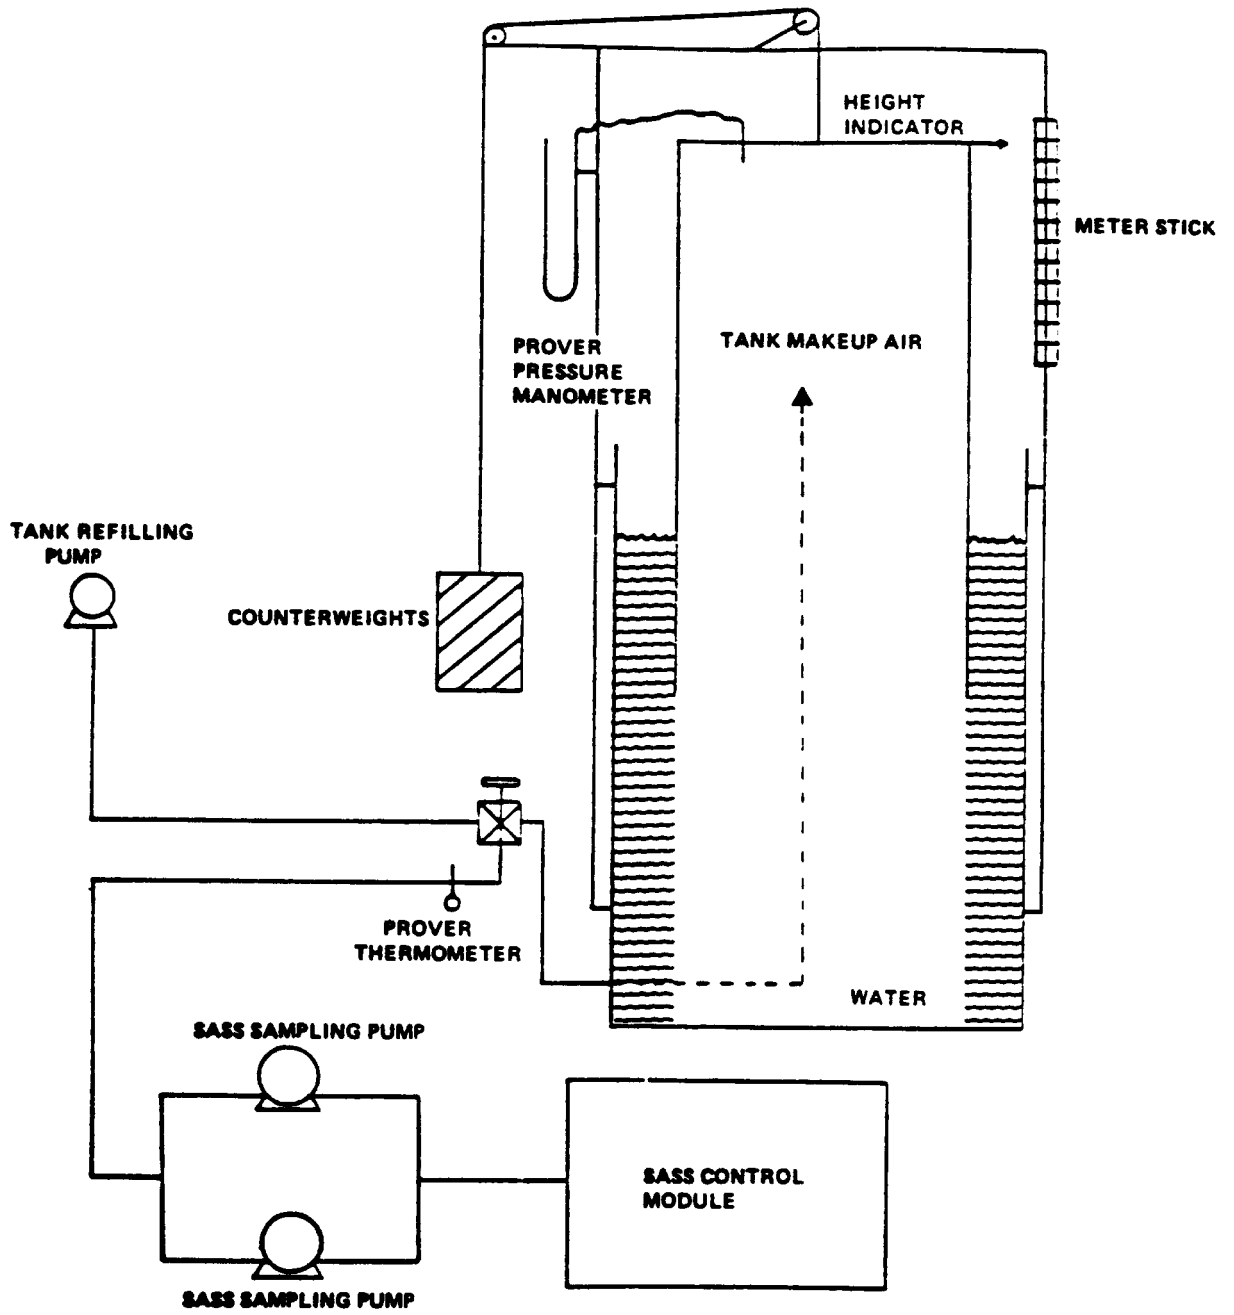 HEIGHT
INDICATOR
METER STICK
PROVER
PRESSURE
MANOMETER
TANK MAKEUP AIR
TANK REFILLING
PUMP
COUNTERWEIGHTS
PROVER
THERMOMETER
WATER
SASS SAMPLING PUMP
SASS CONTROL
MODULE
SASS SAMPLING PUMP